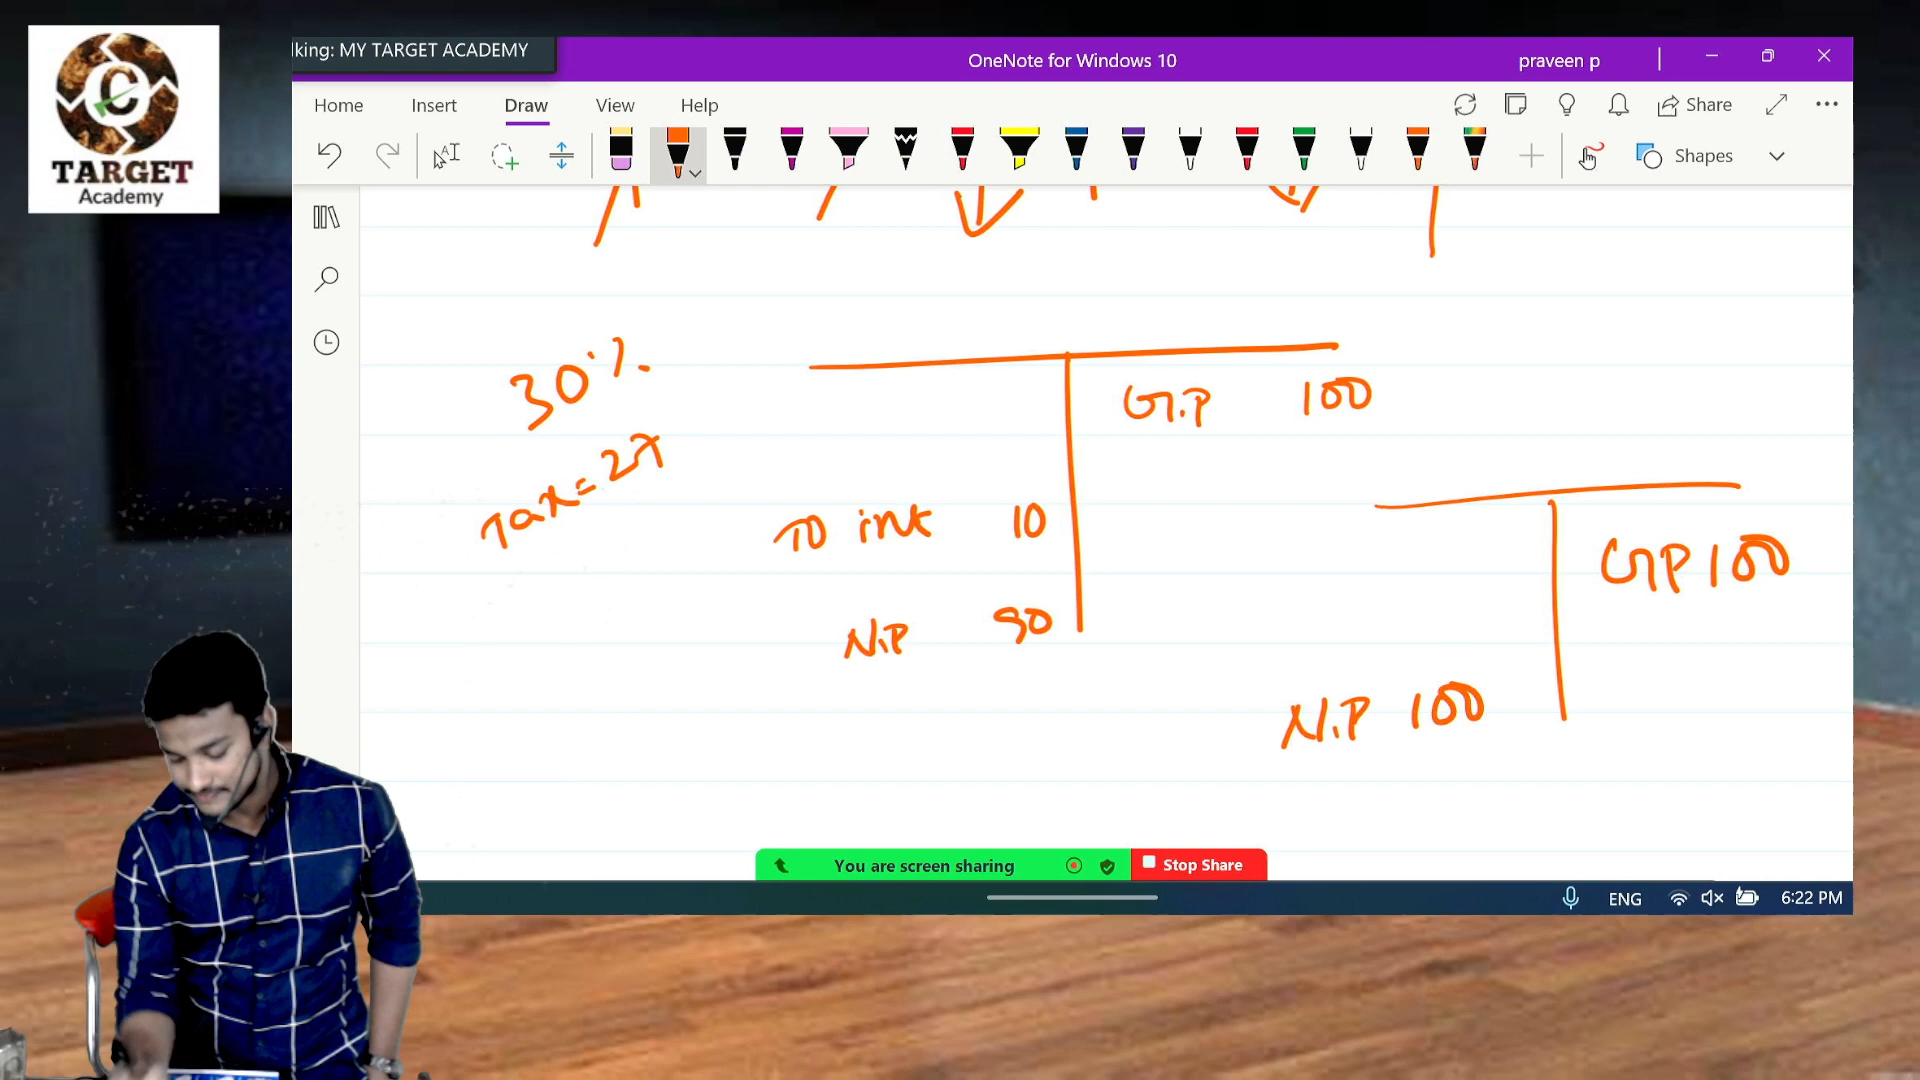 TARGET
Academy
lking: MY TARGET ACADEMY
OneNote for Windows 10
praveen p
Home Insert Draw View Help
Share
Shapes
30%
Tax = 27
G.P 100
To int 10
N.P 90
GP 100
N.P 100
You are screen sharing
Stop Share
ENG
6:22 PM